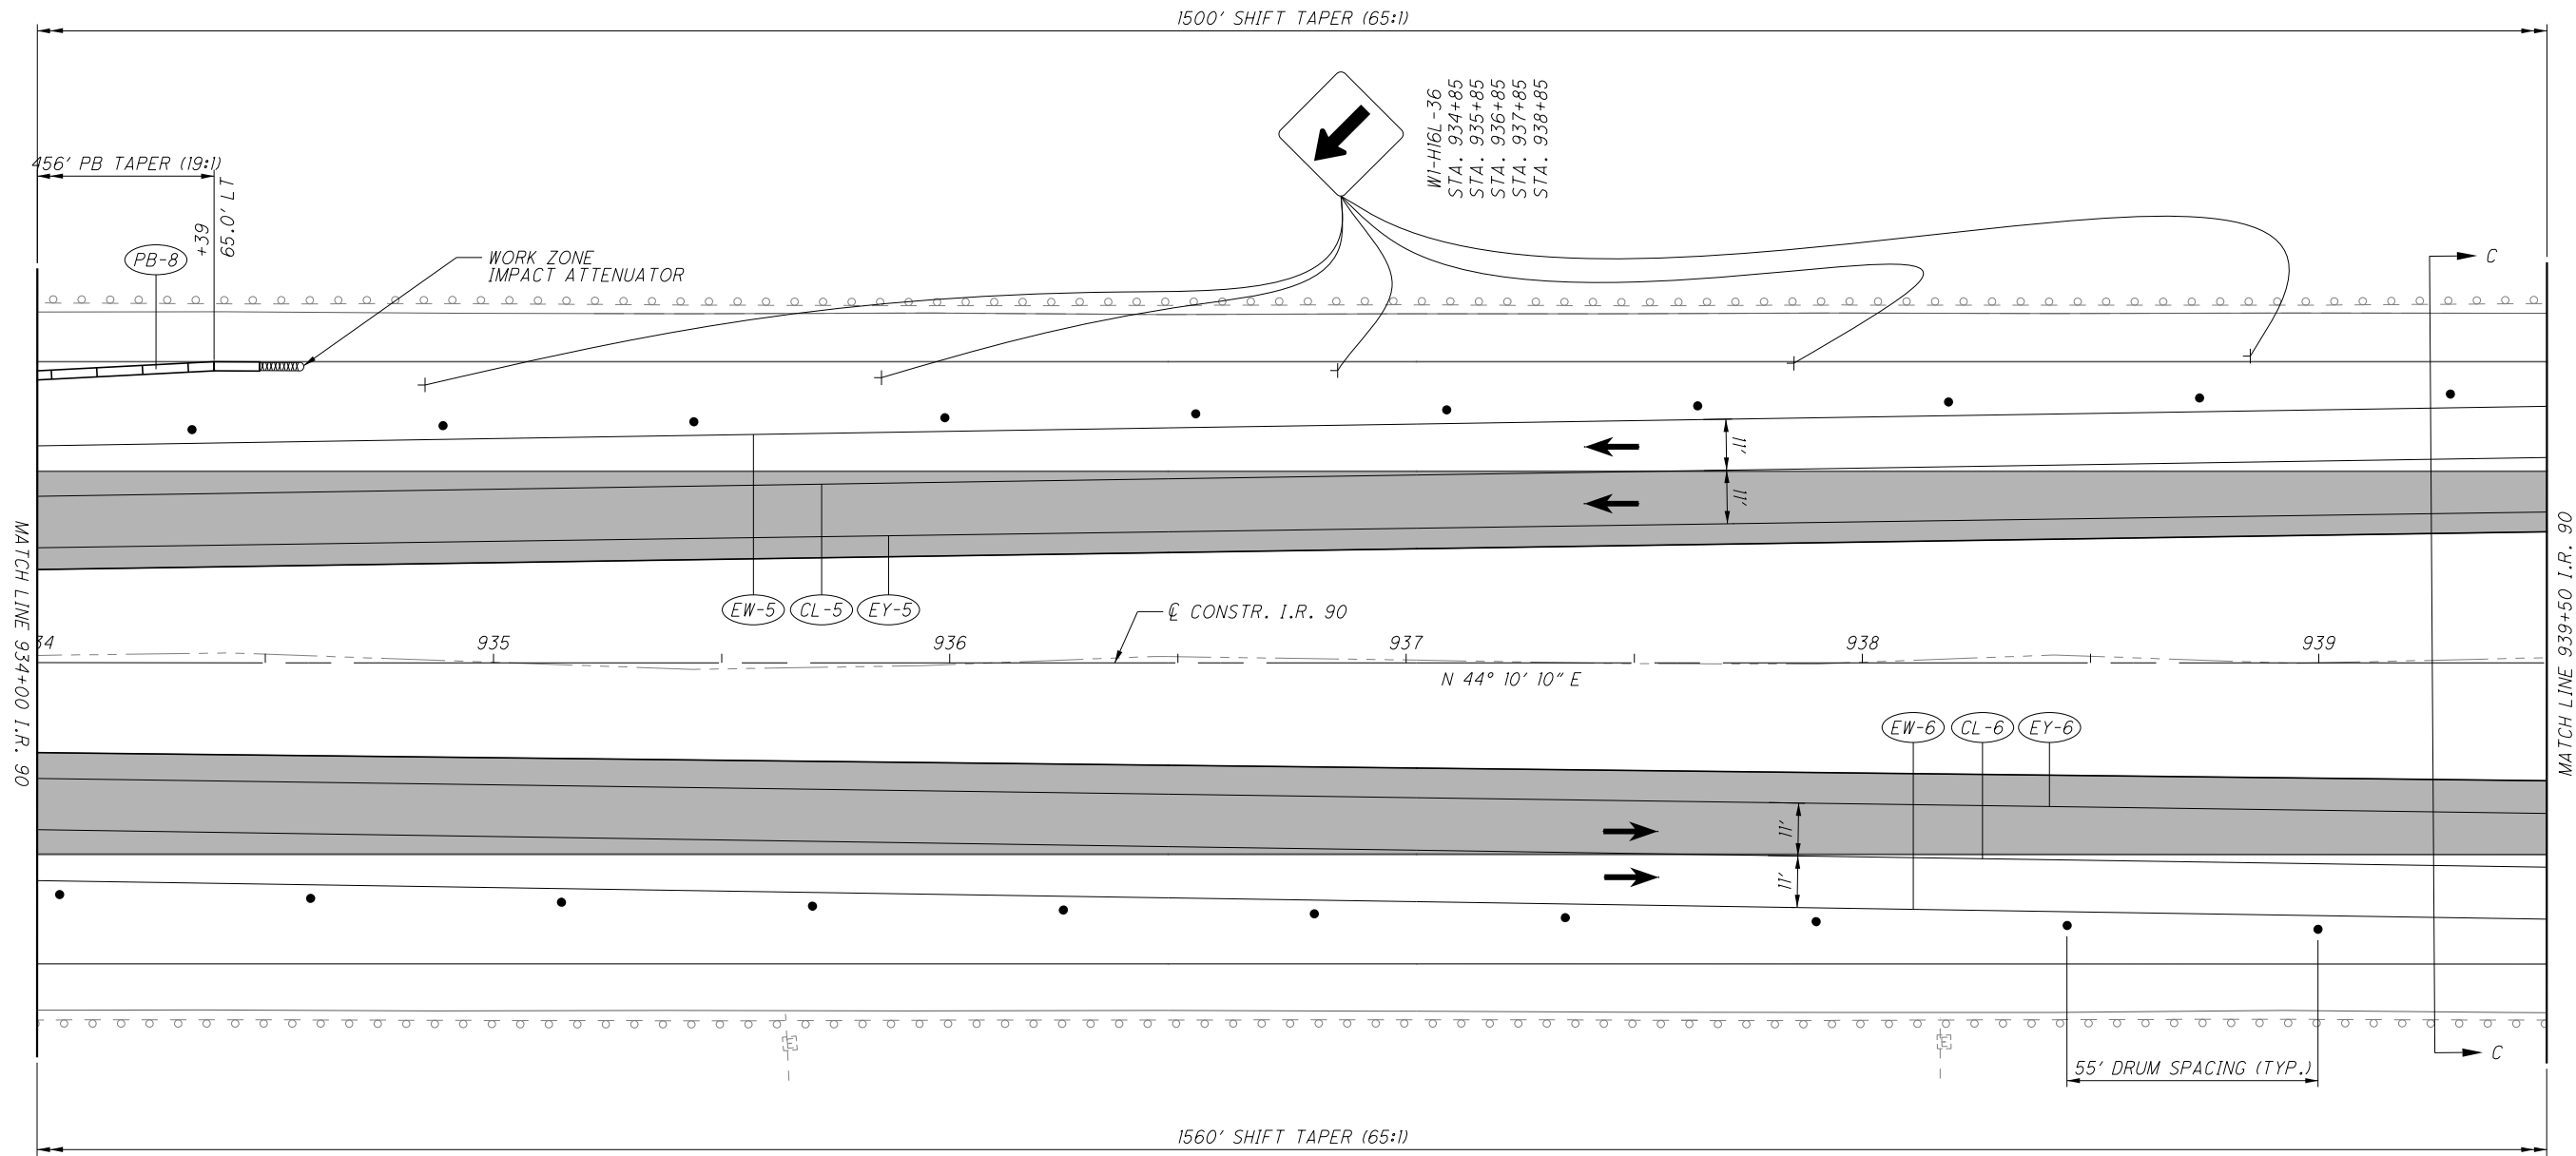 1500' SHIFT TAPER (65:1)
W1-H16L-36
STA. 934+85
STA. 935+85
STA. 936+85
STA. 937+85
STA. 938+85
456' PB TAPER (19:1)
+39
65.0' LT
PB-8
WORK ZONE
IMPACT ATTENUATOR
C
11'
11'
MATCH LINE 934+00 I.R. 90
MATCH LINE 939+50 I.R. 90
EW-5
CL-5
EY-5
℄ CONSTR. I.R. 90
34
935
936
937
938
939
N 44° 10' 10" E
EW-6
CL-6
EY-6
11'
11'
E
E
C
55' DRUM SPACING (TYP.)
1560' SHIFT TAPER (65:1)